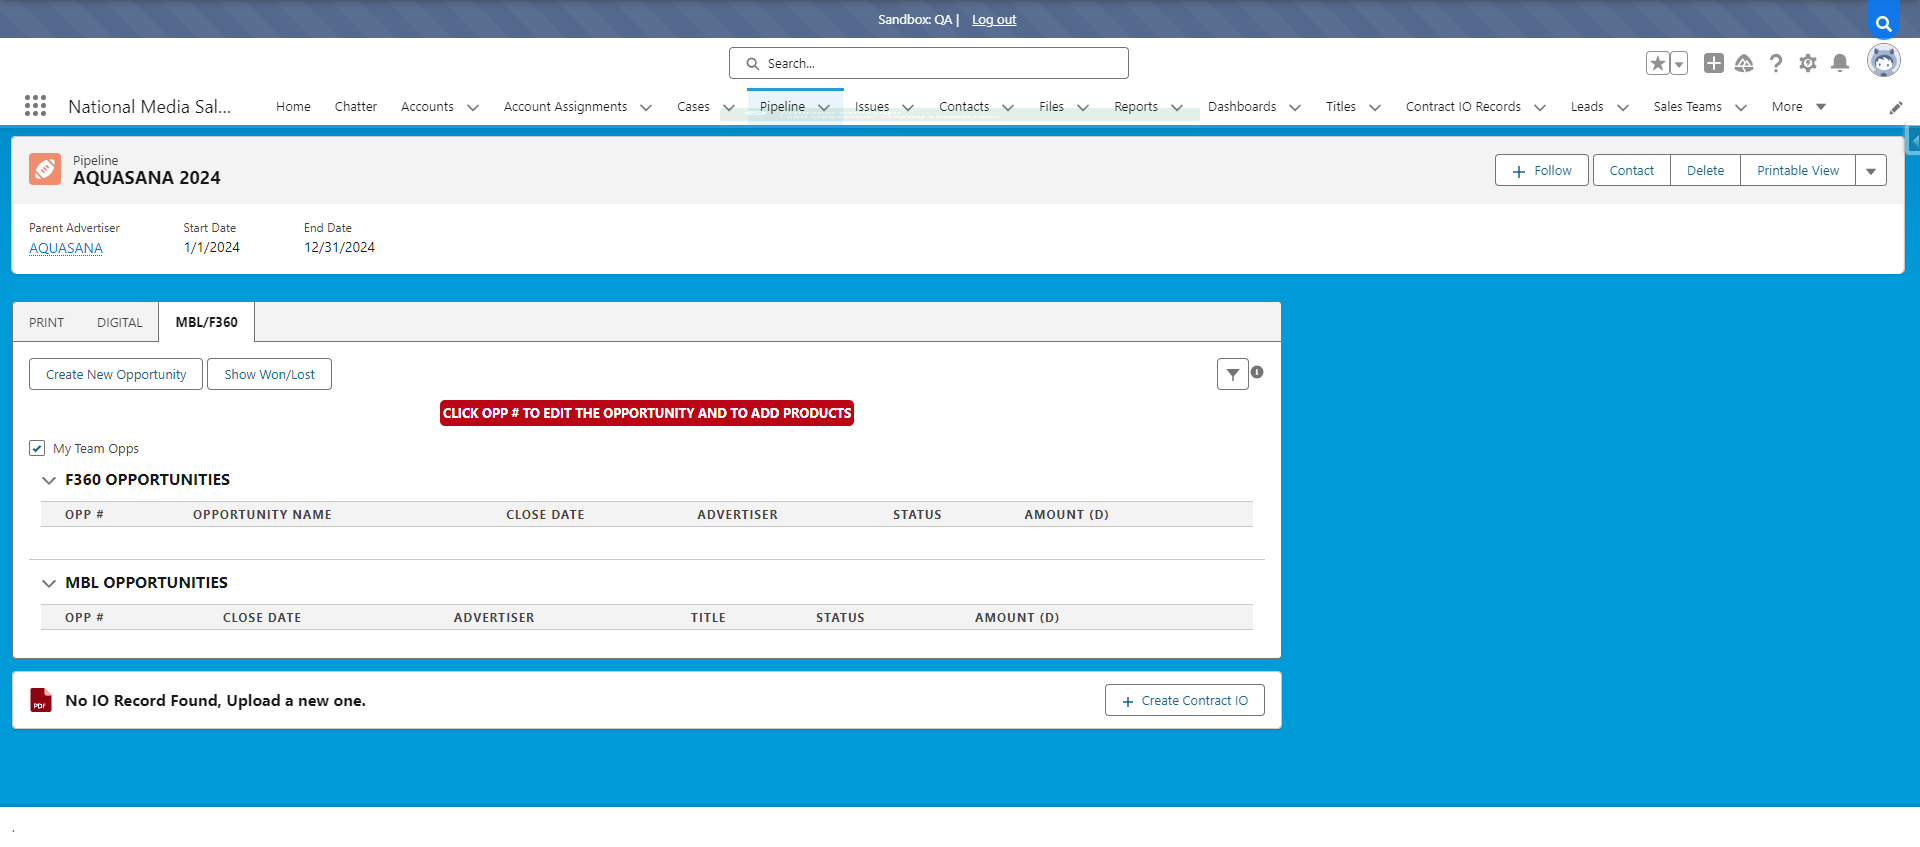 Sandbox: QA | Log out
Search...
National Media Sal... Home Chatter Accounts Account Assignments Cases Pipeline Issues Contacts Files Reports Dashboards Titles Contract IO Records Leads Sales Teams More
Pipeline
AQUASANA 2024
+ Follow Contact Delete Printable View
Parent Advertiser Start Date End Date
AQUASANA 1/1/2024 12/31/2024
PRINT DIGITAL MBL/F360
Create New Opportunity Show Won/Lost
CLICK OPP # TO EDIT THE OPPORTUNITY AND TO ADD PRODUCTS
My Team Opps
F360 OPPORTUNITIES
OPP # OPPORTUNITY NAME CLOSE DATE ADVERTISER STATUS AMOUNT (D)
MBL OPPORTUNITIES
OPP # CLOSE DATE ADVERTISER TITLE STATUS AMOUNT (D)
PDF No IO Record Found, Upload a new one. + Create Contract IO
.